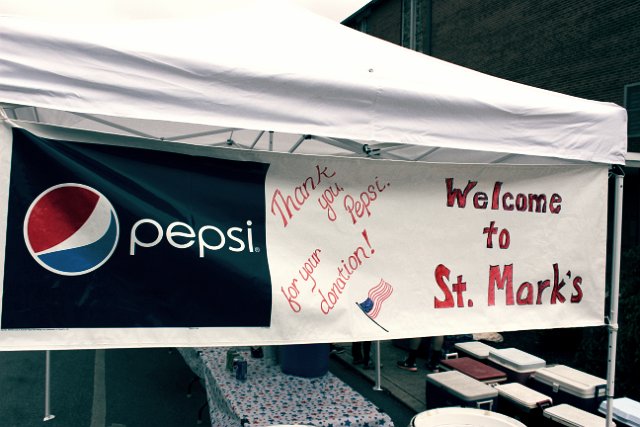 pepsi®
Thank
you,
Pepsi.
for your
donation!
Welcome
to
St. Mark's